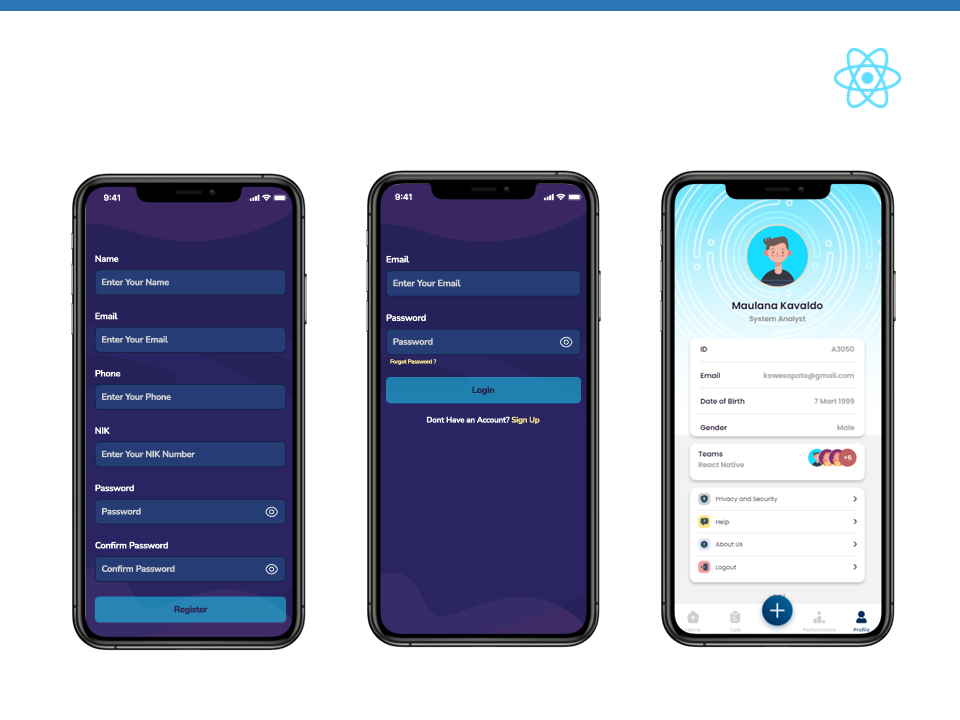 9:41
Name
Enter Your Name
Email
Enter Your Email
Phone
Enter Your Phone
NIK
Enter Your NIK Number
Password
Password
Confirm Password
Confirm Password
Register
9:41
Email
Enter Your Email
Password
Password
Forgot Password ?
Login
Dont Have an Account? Sign Up
Maulana Kavaldo
System Analyst
ID A3050
Email kowesopoto@gmail.com
Date of Birth 7 Mart 1999
Gender Male
Teams
React Native
+6
Privacy and Security
Help
About Us
Logout
Home Task Performance Profile